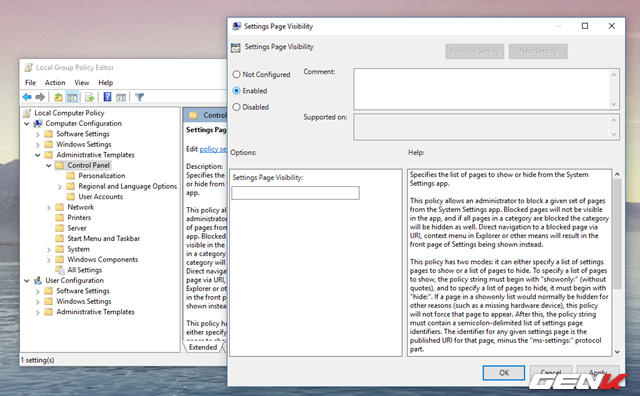 Local Group Policy Editor
File Action View Help
Local Computer Policy
Computer Configuration
Software Settings
Windows Settings
Administrative Templates
Control Panel
Personalization
Regional and Language Options
User Accounts
Network
Printers
Server
Start Menu and Taskbar
System
Windows Components
All Settings
User Configuration
Software Settings
Windows Settings
Administrative Templates
1 setting(s)
Contro
Settings Pag
Edit policy se
Description:
Specifies the
or hide from
app.
This policy al
administrator
of pages from
app. Blocked
visible in the
in a category
category will
Direct navigat
page via URI,
Explorer or ot
in the front p
shown instead
This policy ha
either specify
Extended
Settings Page Visibility
Settings Page Visibility
Previous Setting Next Setting
Not Configured
Enabled
Disabled
Comment:
Supported on:
Options:
Settings Page Visibility:
Help:
Specifies the list of pages to show or hide from the System
Settings app.
This policy allows an administrator to block a given set of pages
from the System Settings app. Blocked pages will not be visible
in the app, and if all pages in a category are blocked the category
will be hidden as well. Direct navigation to a blocked page via
URI, context menu in Explorer or other means will result in the
front page of Settings being shown instead.
This policy has two modes: it can either specify a list of settings
pages to show or a list of pages to hide. To specify a list of pages
to show, the policy string must begin with "showonly:" (without
quotes), and to specify a list of pages to hide, it must begin with
"hide:". If a page in a showonly list would normally be hidden for
other reasons (such as a missing hardware device), this policy
will not force that page to appear. After this, the policy string
must contain a semicolon-delimited list of settings page
identifiers. The identifier for any given settings page is the
published URI for that page, minus the "ms-settings:" protocol
part.
OK Cancel Apply
GENK